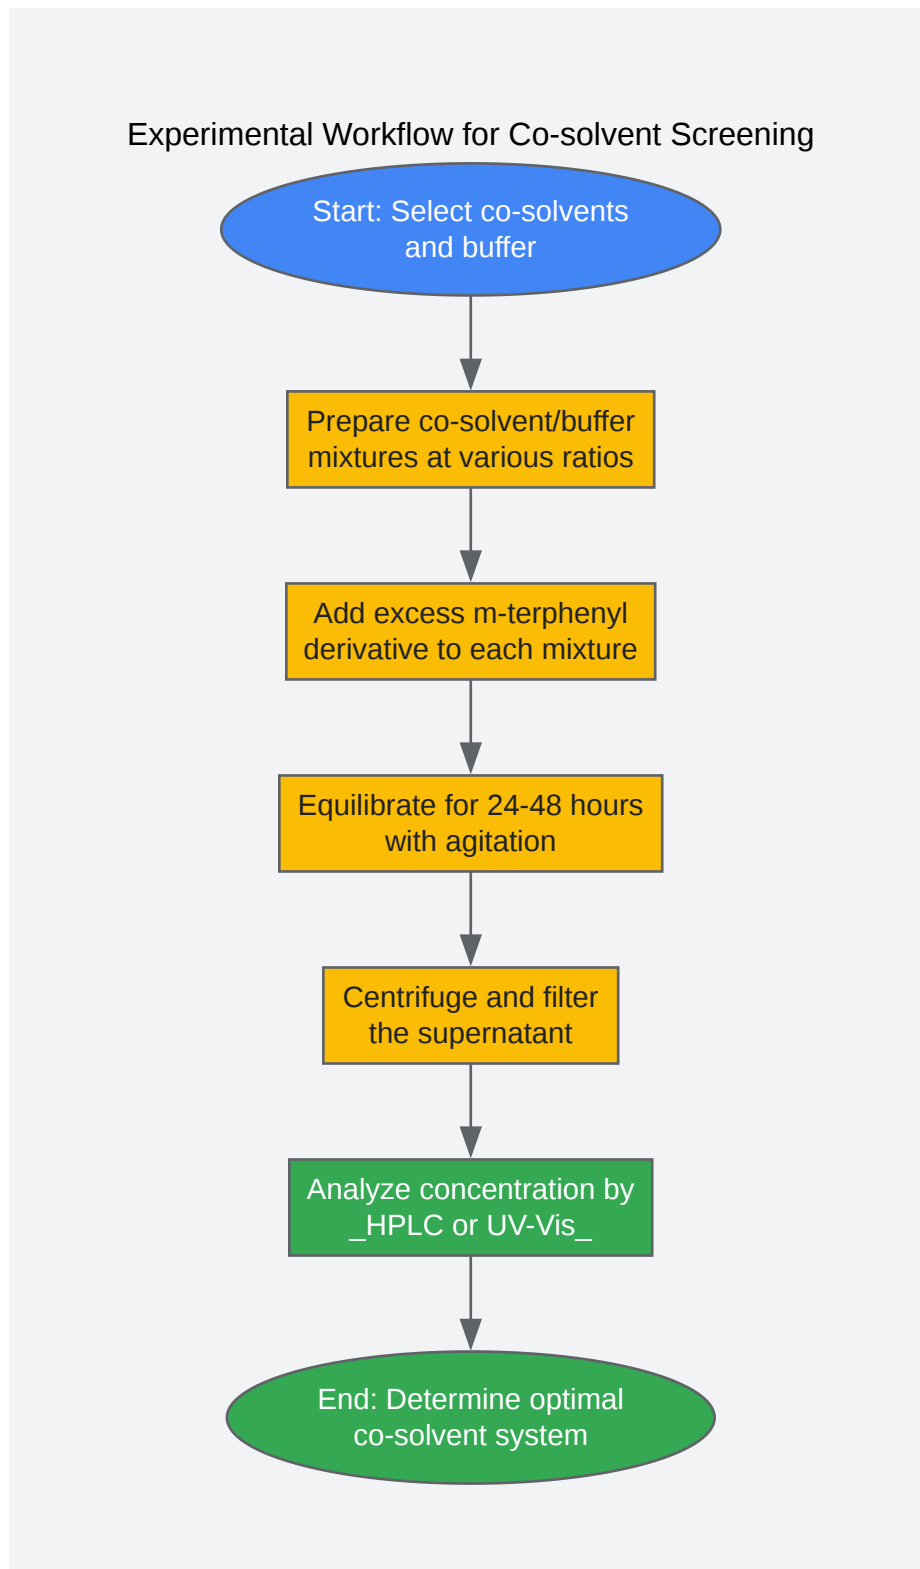 Experimental Workflow for Co-solvent Screening
Start: Select co-solvents
and buffer
Prepare co-solvent/buffer
mixtures at various ratios
Add excess m-terphenyl
derivative to each mixture
Equilibrate for 24-48 hours
with agitation
Centrifuge and filter
the supernatant
Analyze concentration by
_HPLC or UV-Vis_
End: Determine optimal
co-solvent system